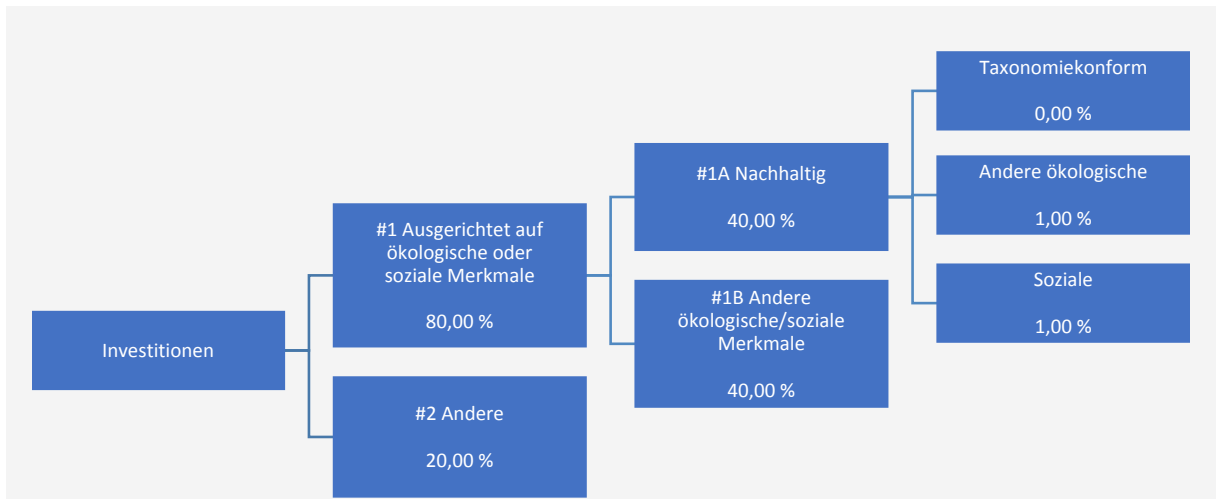 Investitionen
#1 Ausgerichtet auf
ökologische oder
soziale Merkmale
80,00 %
#2 Andere
20,00 %
#1A Nachhaltig
40,00 %
#1B Andere
ökologische/soziale
Merkmale
40,00 %
Taxonomiekonform
0,00 %
Andere ökologische
1,00 %
Soziale
1,00 %